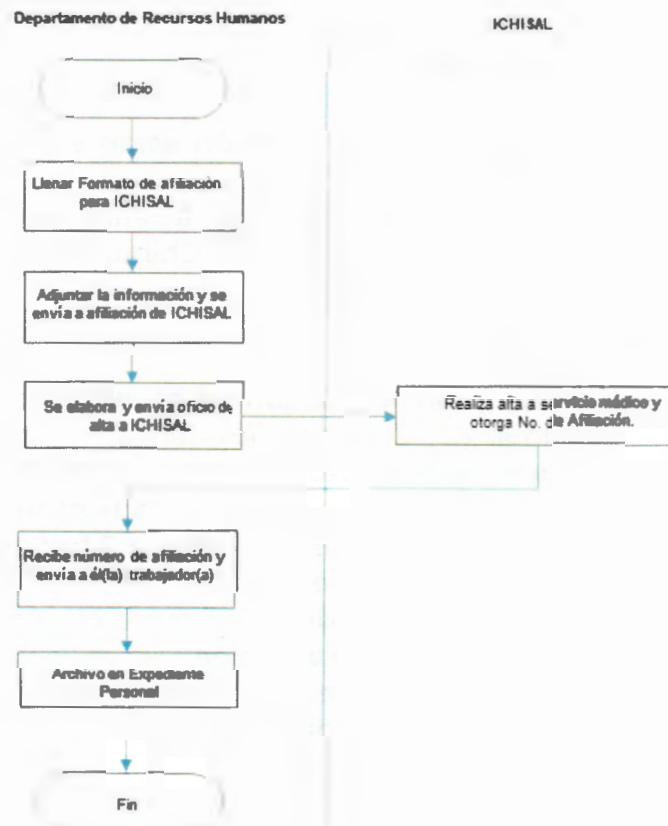 Departamento de Recursos Humanos
ICHISAL
Inicio
Llenar Formato de afiliación
para ICHISAL
Adjuntar la información y se
envía a afiliación de ICHISAL
Se elabora y envía oficio de
alta a ICHISAL
Realiza alta a servicio médico y
otorga No. de Afiliación.
Recibe número de afiliación y
envía a él(la) trabajador(a)
Archivo en Expediente
Personal
Fin